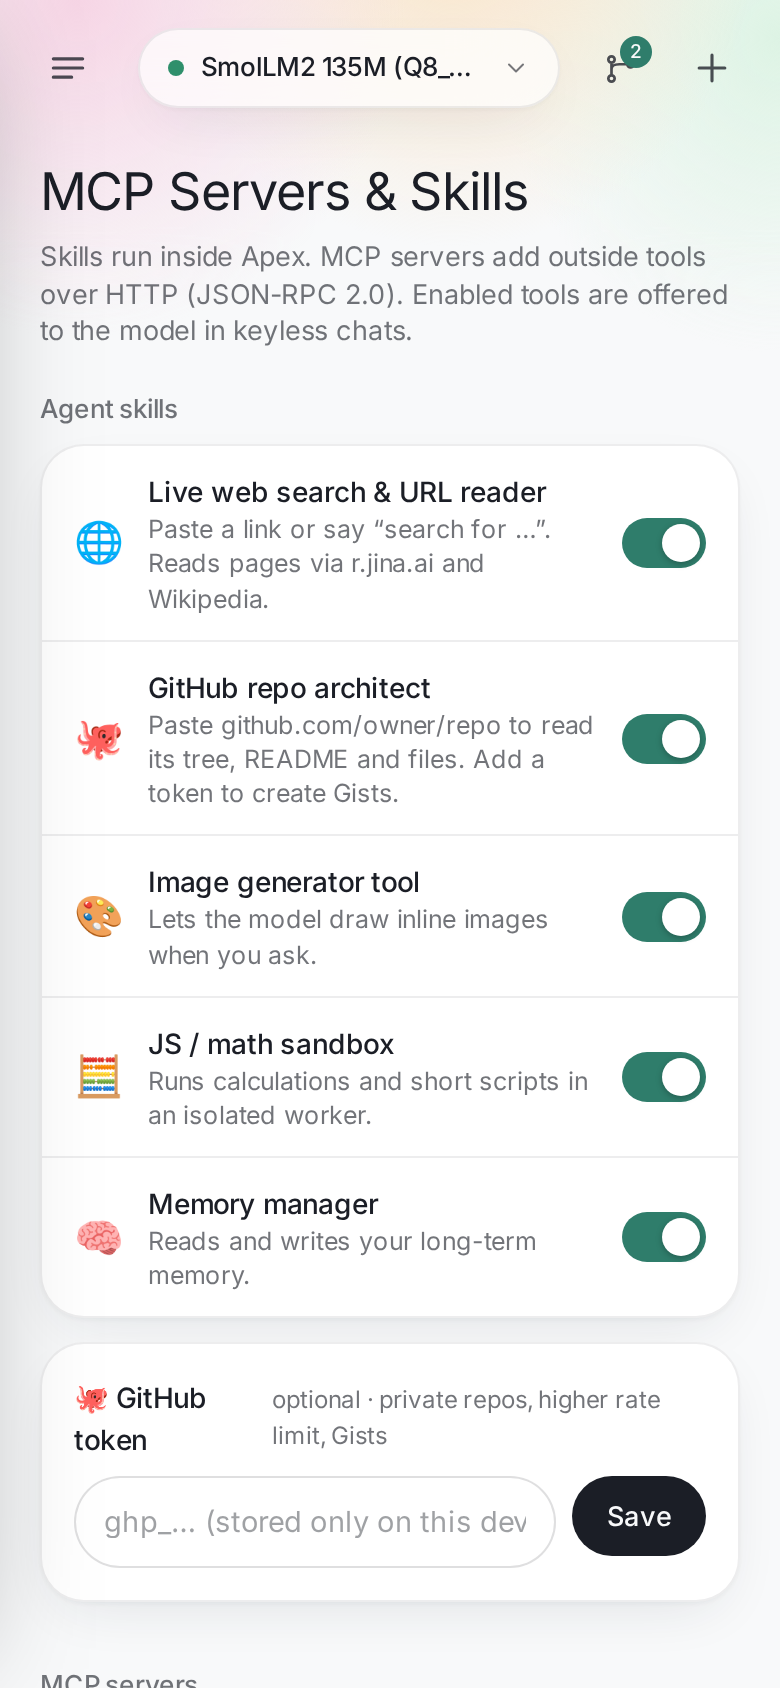 SmolLM2 135M (Q8_...
2
MCP Servers & Skills
Skills run inside Apex. MCP servers add outside tools
over HTTP (JSON-RPC 2.0). Enabled tools are offered
to the model in keyless chats.
Agent skills
Live web search & URL reader
Paste a link or say “search for ...”.
Reads pages via r.jina.ai and
Wikipedia.
GitHub repo architect
Paste github.com/owner/repo to read
its tree, README and files. Add a
token to create Gists.
Image generator tool
Lets the model draw inline images
when you ask.
JS / math sandbox
Runs calculations and short scripts in
an isolated worker.
Memory manager
Reads and writes your long-term
memory.
GitHub
token
optional · private repos, higher rate
limit, Gists
ghp_... (stored only on this dev
Save
MCP servers